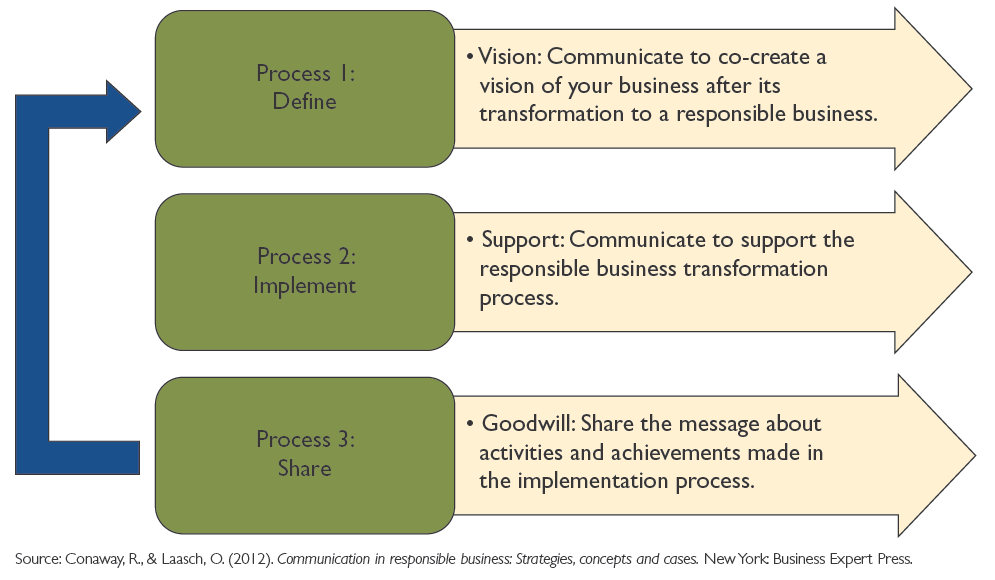 Process 1:
Define
• Vision: Communicate to co-create a
vision of your business after its
transformation to a responsible business.
Process 2:
Implement
• Support: Communicate to support the
responsible business transformation
process.
Process 3:
Share
• Goodwill: Share the message about
activities and achievements made in
the implementation process.
Source: Conaway, R., & Laasch, O. (2012). Communication in responsible business: Strategies, concepts and cases. New York: Business Expert Press.